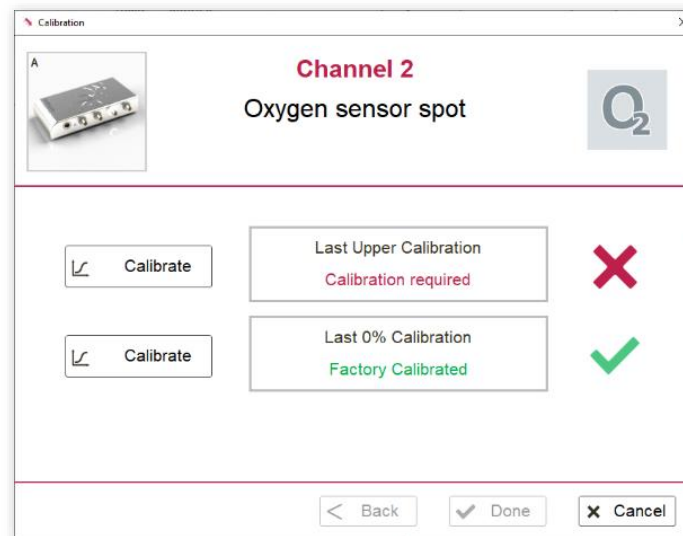 Calibration
A
Channel 2
Oxygen sensor spot
O2
Calibrate
Last Upper Calibration
Calibration required
Calibrate
Last 0% Calibration
Factory Calibrated
Back
Done
Cancel